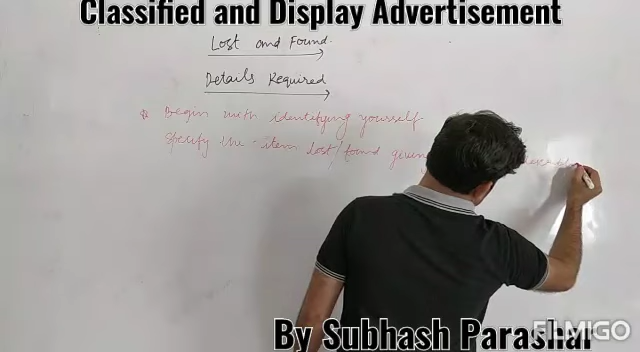 Classified and Display Advertisement
Lost and Found.
Details Required
* Begin with identifying yourself
Specify the item lost/found giving
By Subhash Parashar
FILMIGO